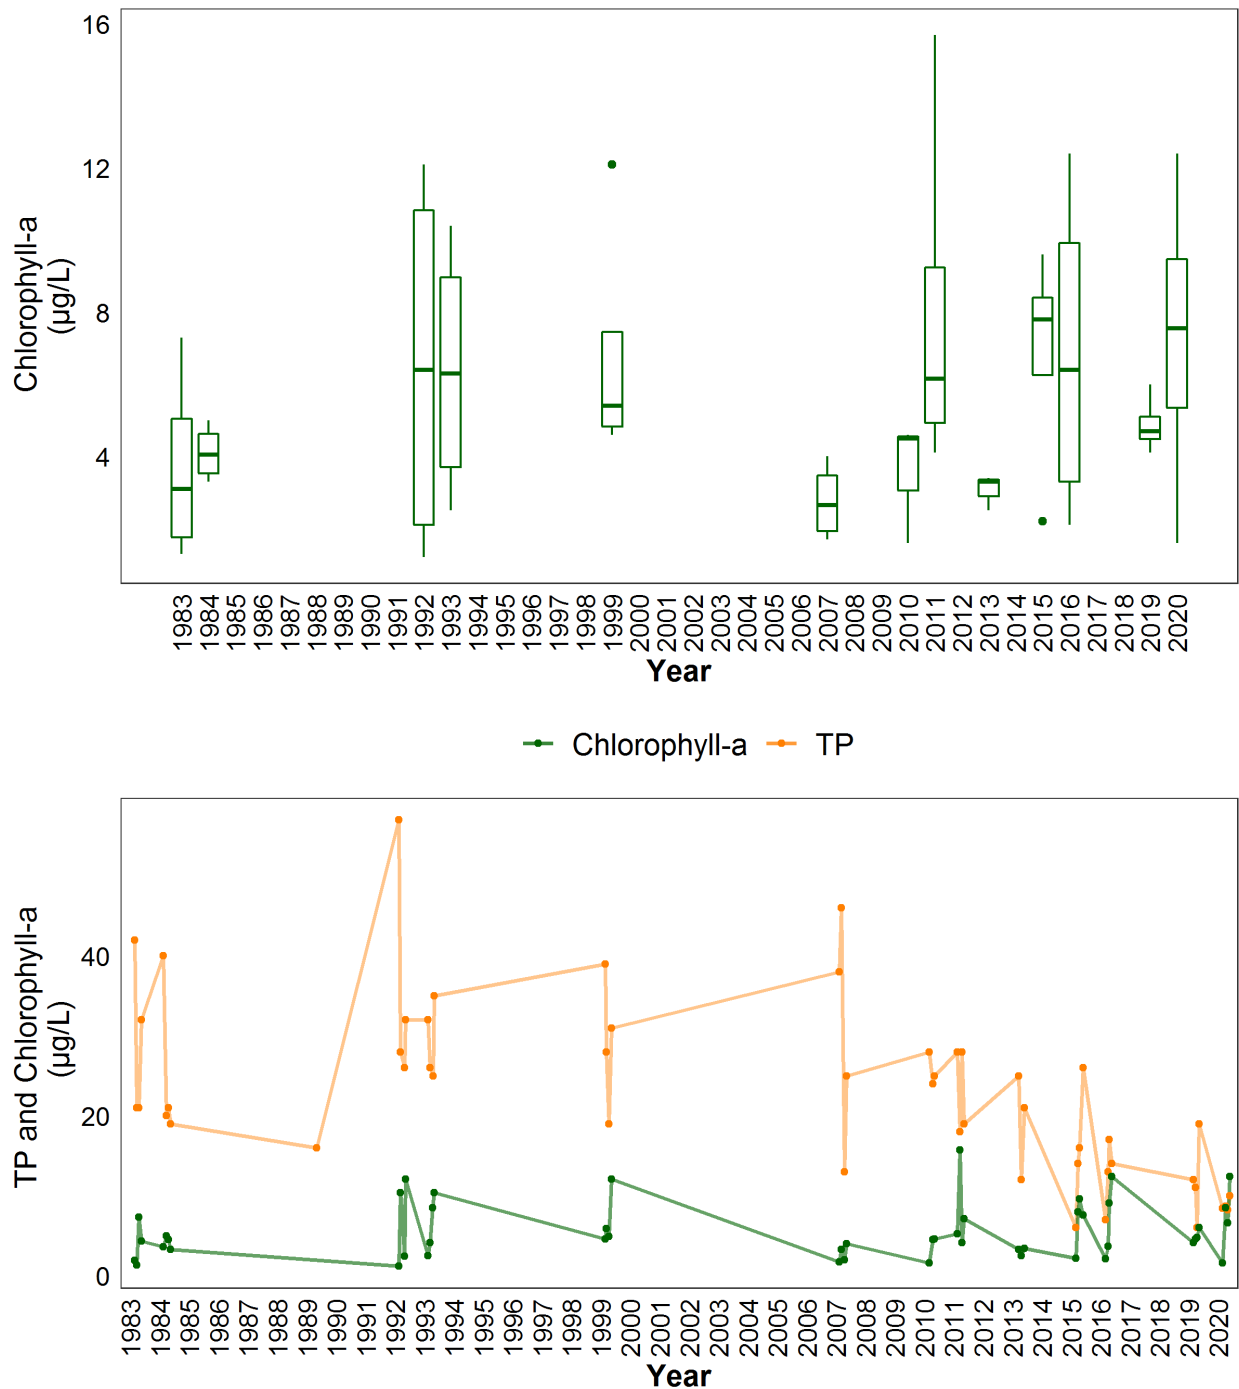 16
12
8
4
Chlorophyll-a
(µg/L)
1983 1984 1985 1986 1987 1988 1989 1990 1991 1992 1993 1994 1995 1996 1997 1998 1999 2000 2001 2002 2003 2004 2005 2006 2007 2008 2009 2010 2011 2012 2013 2014 2015 2016 2017 2018 2019 2020
Year
Chlorophyll-a TP
40
20
0
TP and Chlorophyll-a
(µg/L)
1983 1984 1985 1986 1987 1988 1989 1990 1991 1992 1993 1994 1995 1996 1997 1998 1999 2000 2001 2002 2003 2004 2005 2006 2007 2008 2009 2010 2011 2012 2013 2014 2015 2016 2017 2018 2019 2020
Year